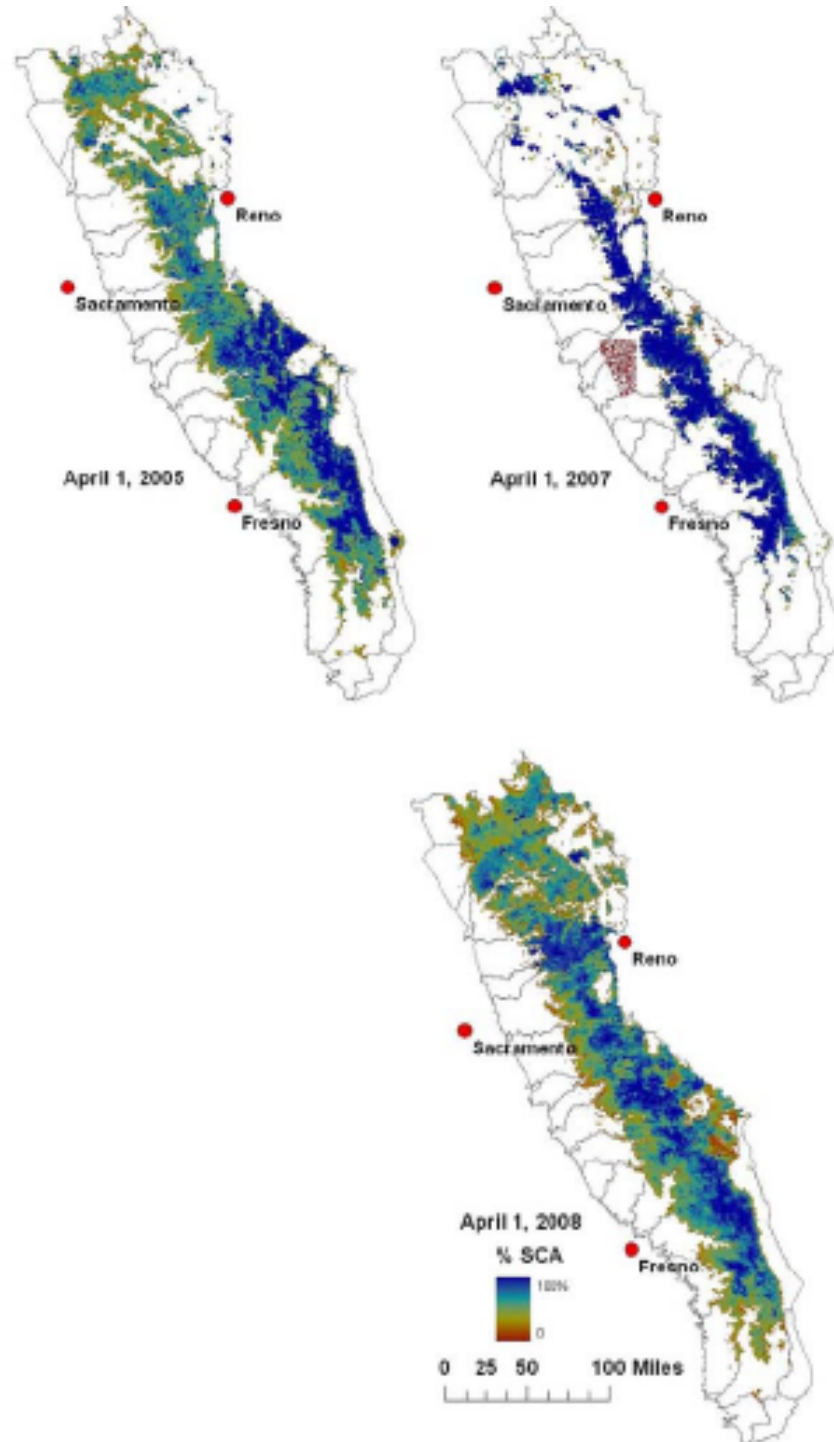 Reno
Reno
Sacramento
Sacramento
April 1, 2005
April 1, 2007
Fresno
Fresno
Reno
Sacramento
April 1, 2008
% SCA
Fresno
100%
0
0 25 50 100 Miles